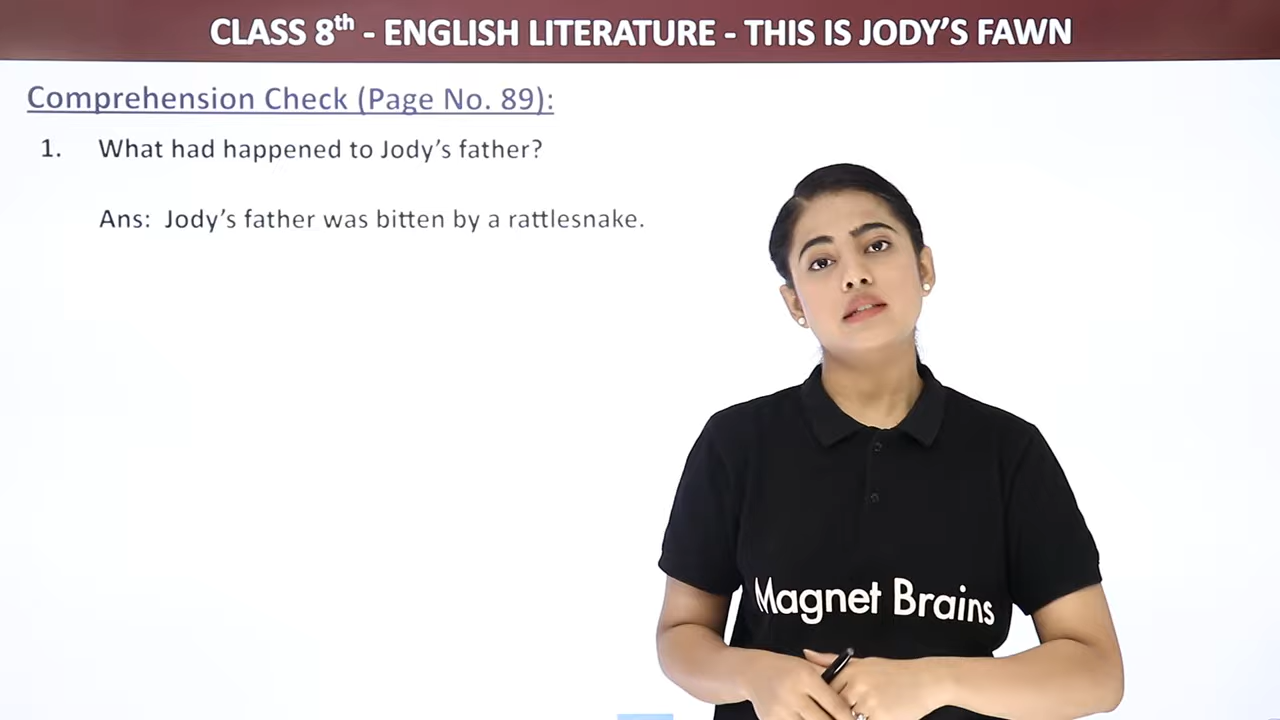 CLASS 8th - ENGLISH LITERATURE - THIS IS JODY'S FAWN
Comprehension Check (Page No. 89):
1. What had happened to Jody's father?
Ans: Jody's father was bitten by a rattlesnake.
Magnet Brains